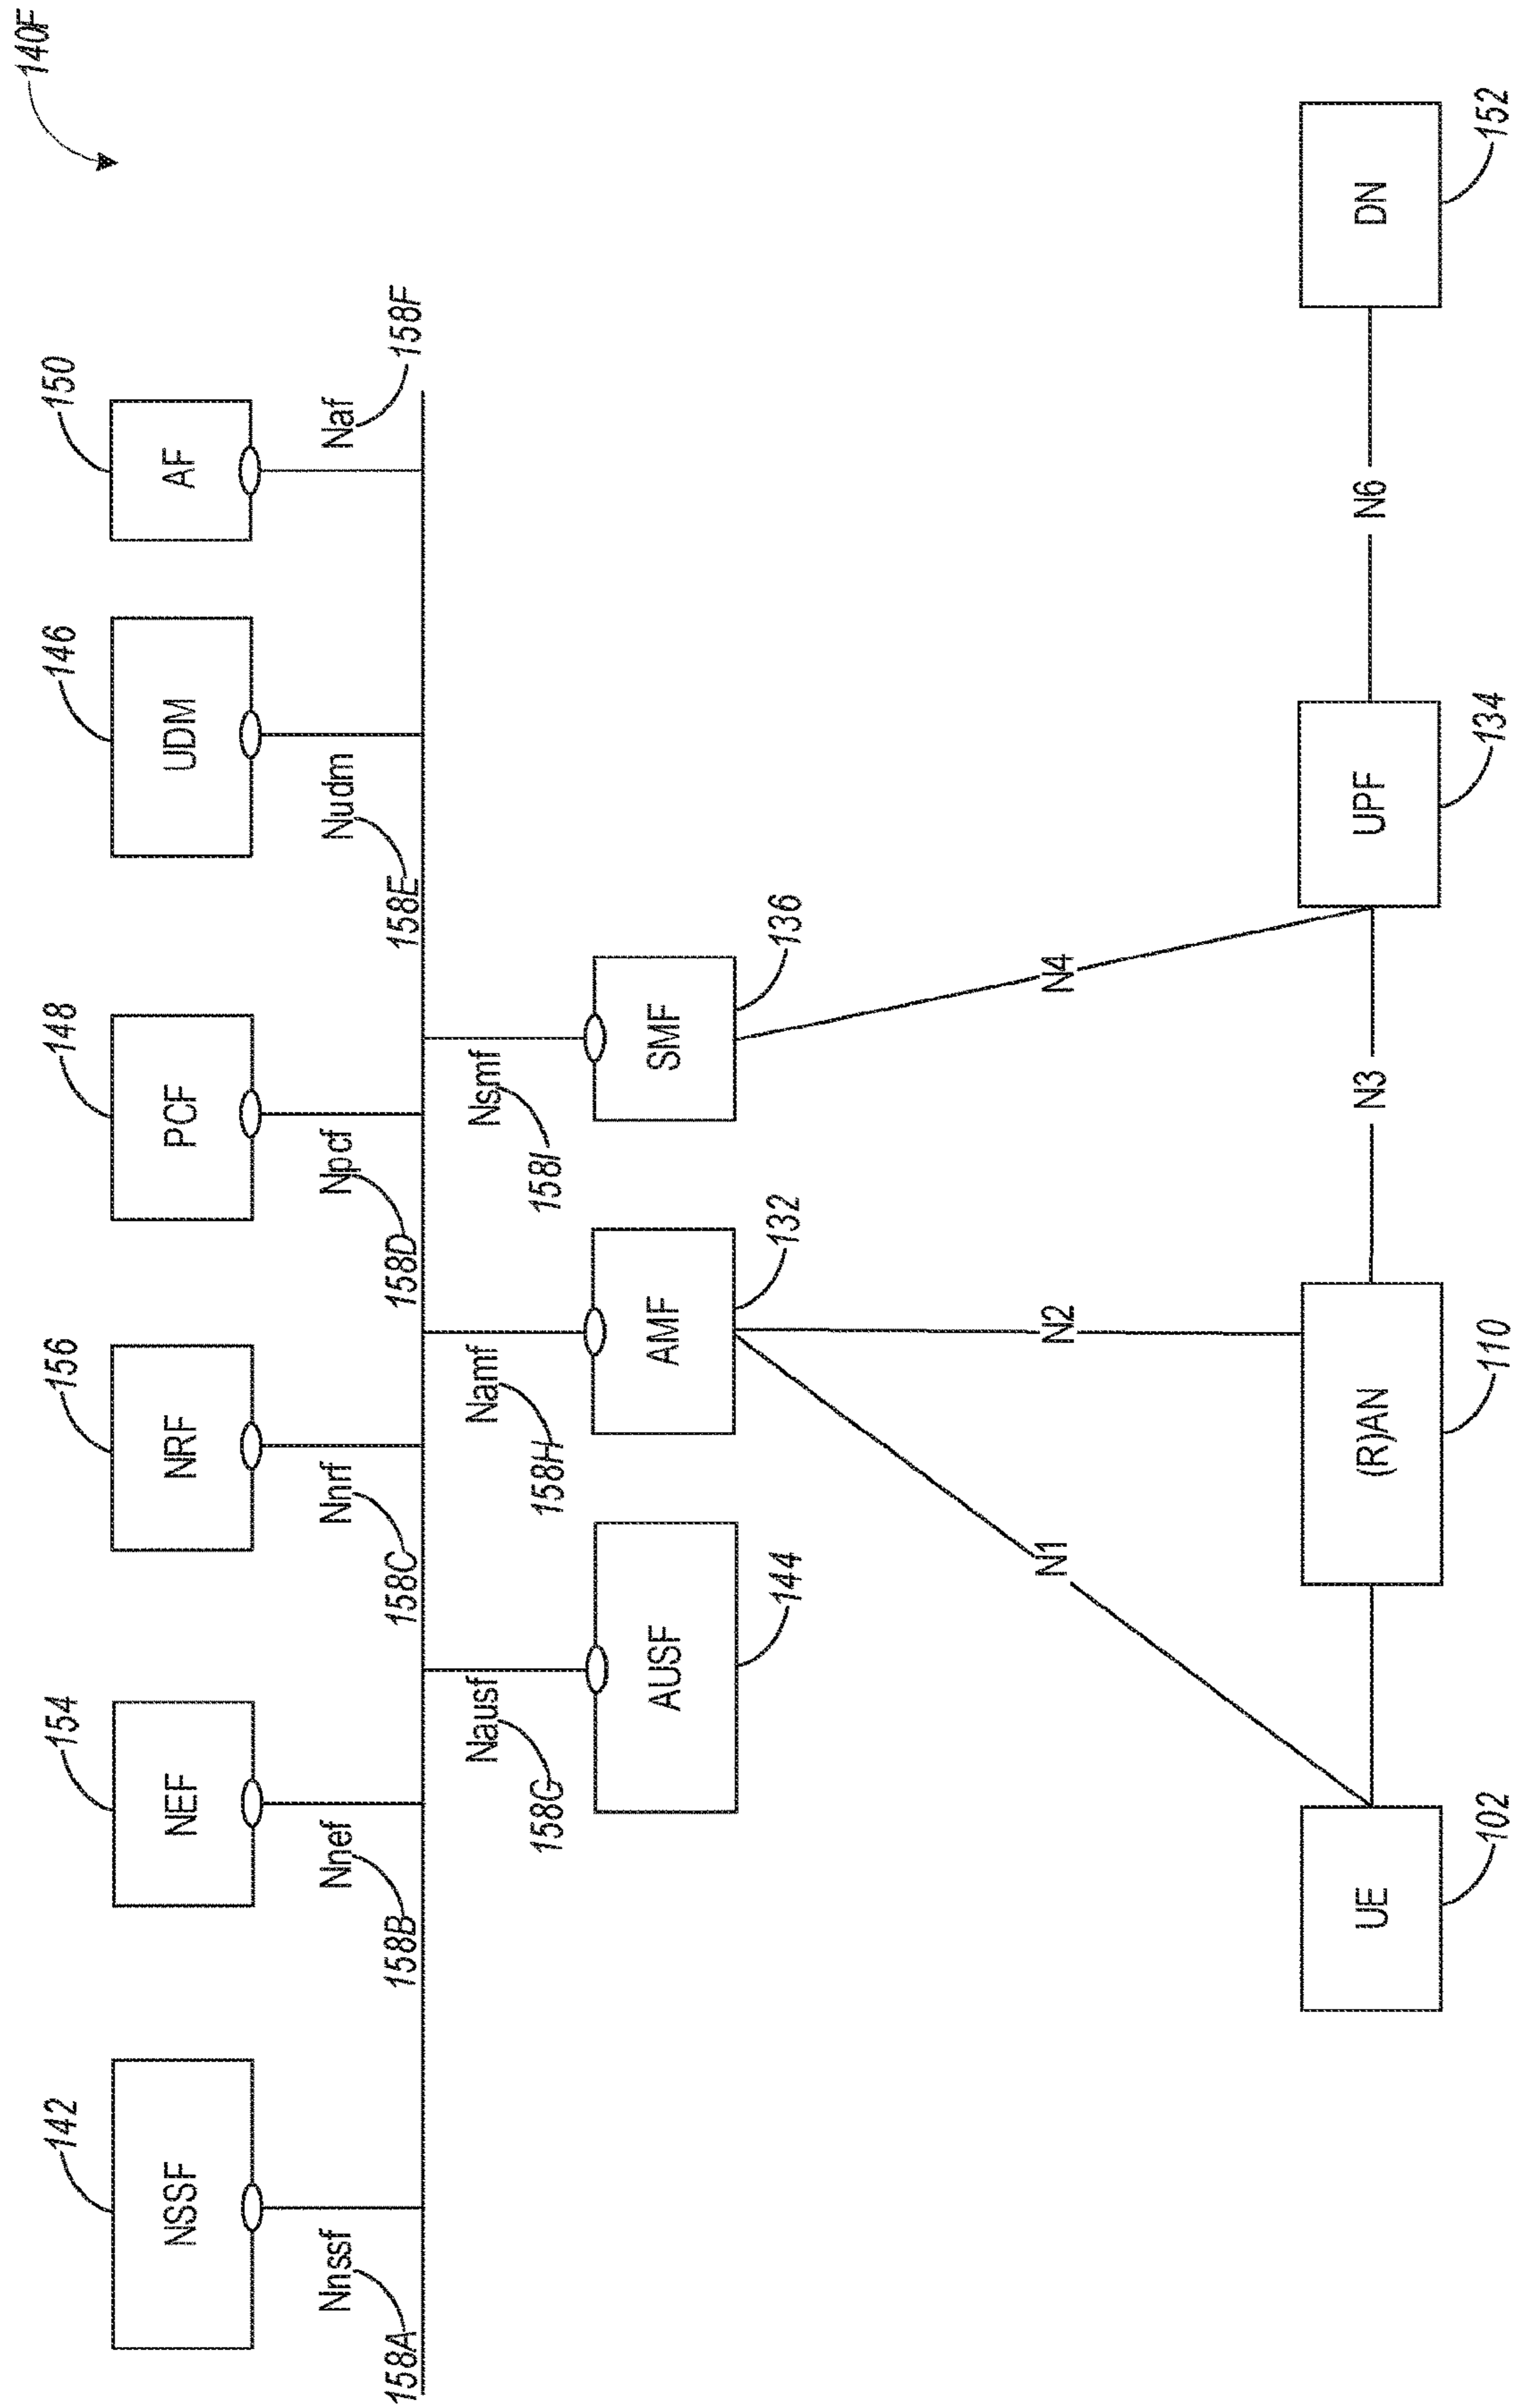 140F
142
154
156
148
146
150
NSSF
NEF
NRF
PCF
UDM
AF
Nnssf
Nnef
Nnrf
Npcf
Nudm
Naf
158A
158B
158C
158D
158E
158F
Nausf
Namf
Nsmf
158G
158H
158I
AUSF
AMF
SMF
144
132
136
N1
N2
N4
UE
(R)AN
N3
UPF
N6
DN
102
110
134
152